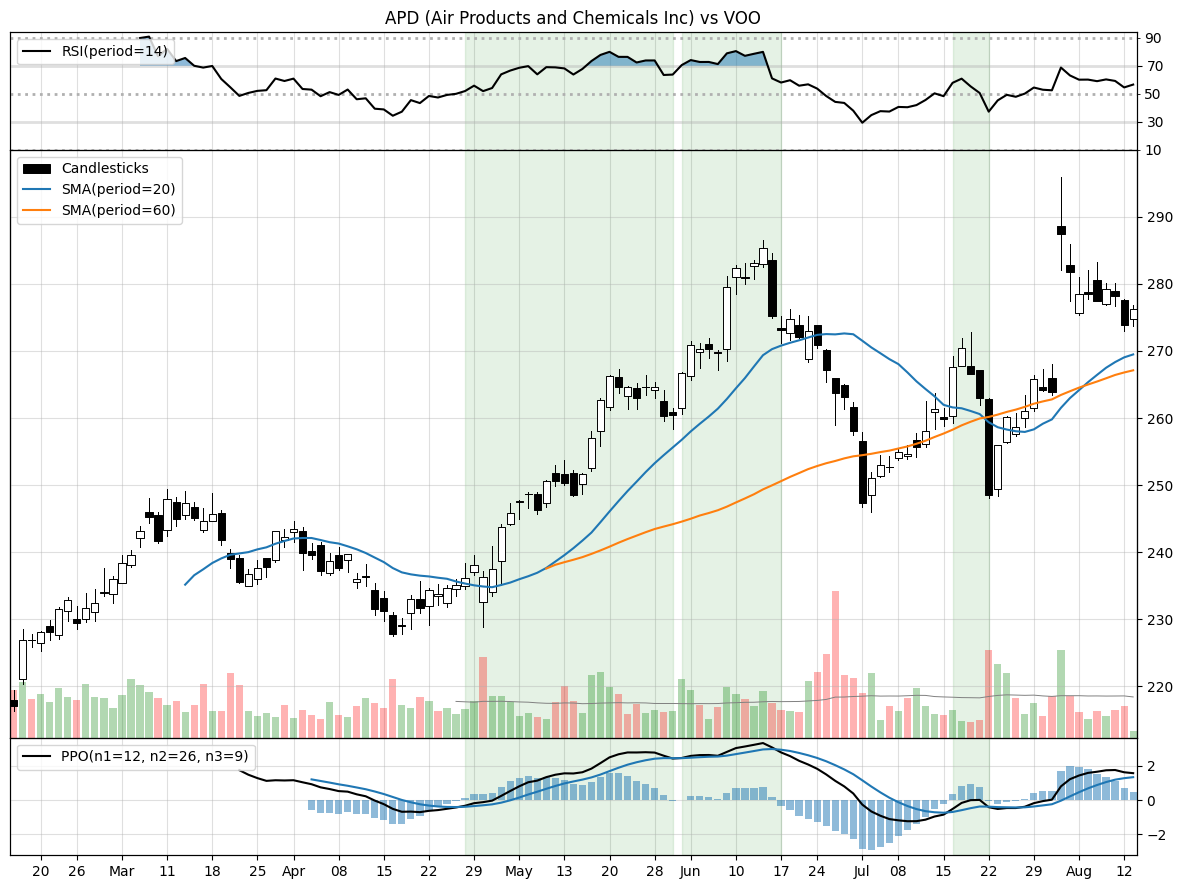 APD (Air Products and Chemicals Inc) vs VOO
RSI(period=14)
90
70
50
30
10
Candlesticks
SMA(period=20)
SMA(period=60)
290
280
270
260
250
240
230
220
PPO(n1=12, n2=26, n3=9)
2
0
−2
20 26 Mar 11 18 25 Apr 08 15 22 29 May 13 20 28 Jun 10 17 24 Jul 08 15 22 29 Aug 12